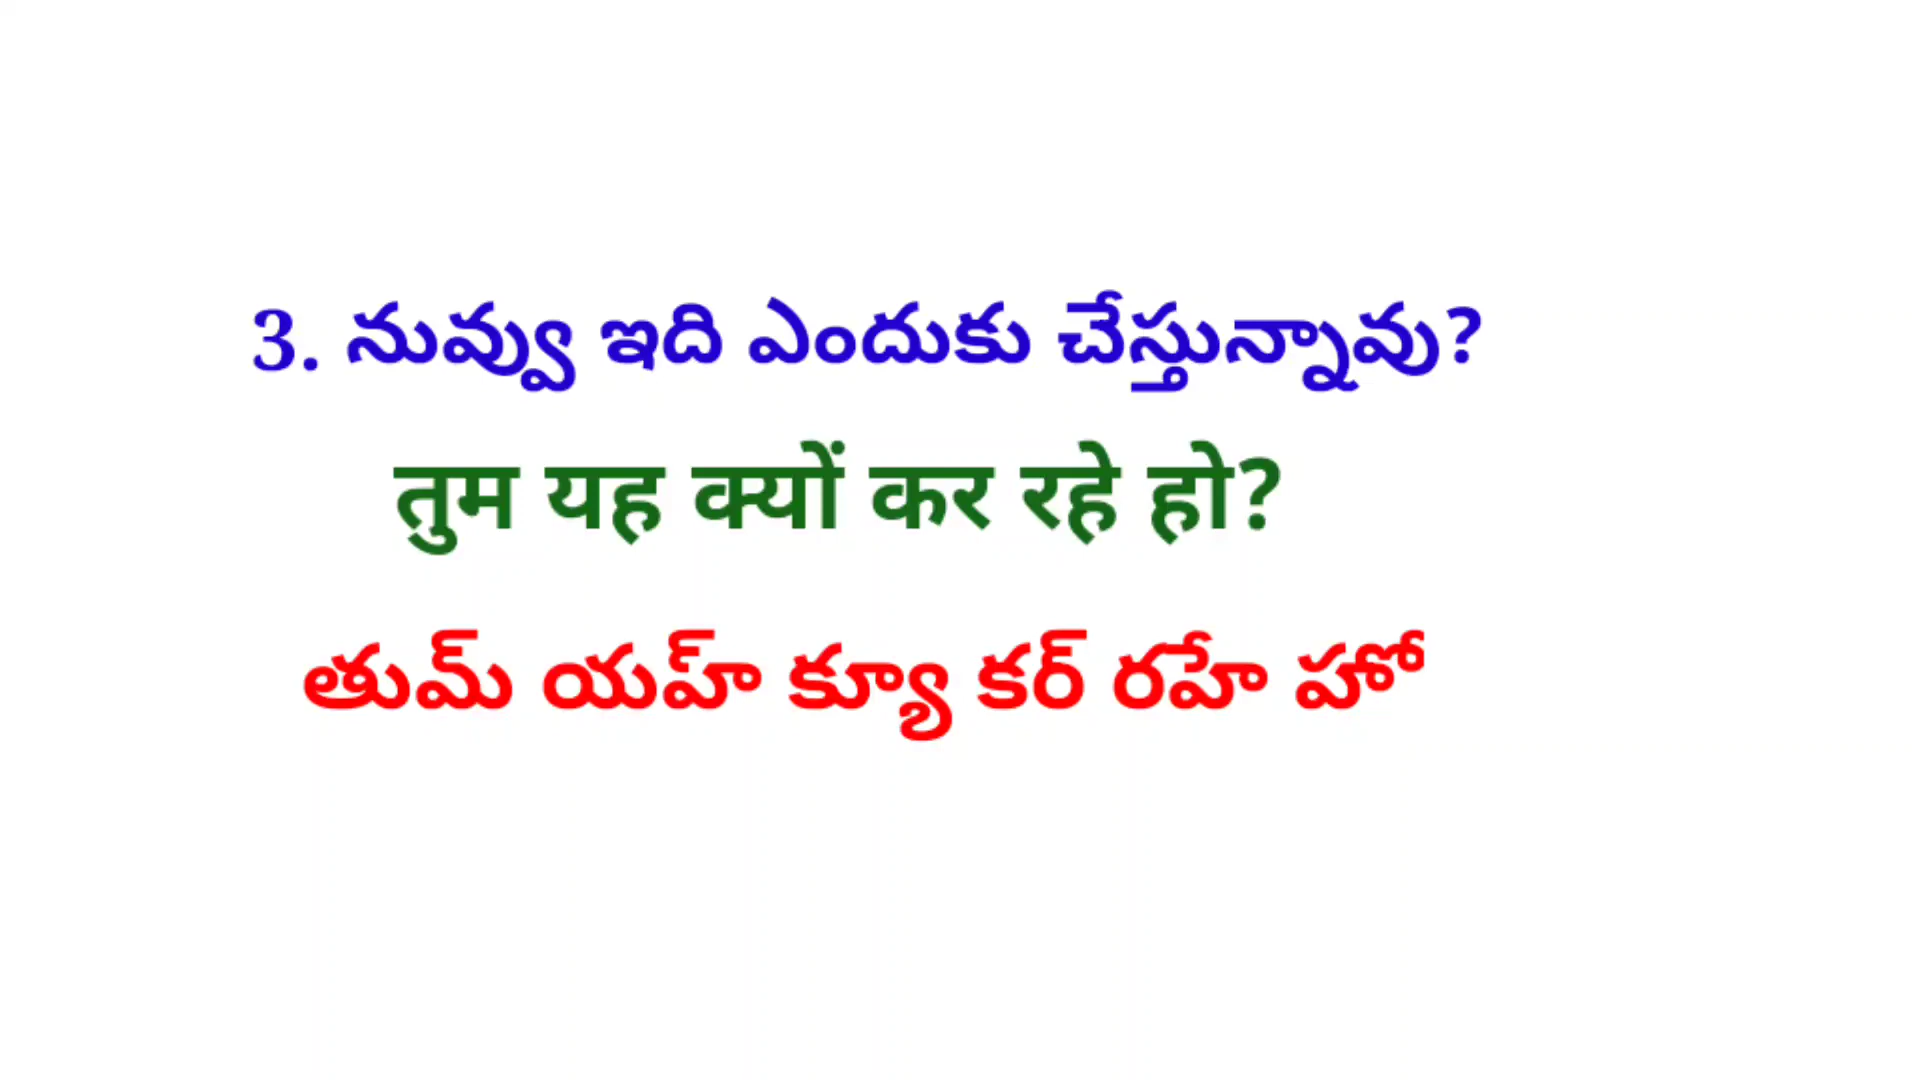 3. నువ్వు ఇది ఎందుకు చేస్తున్నావు?
तुम यह क्यों कर रहे हो?
తుమ్ యహ్ క్యూ కర్ రహే హో